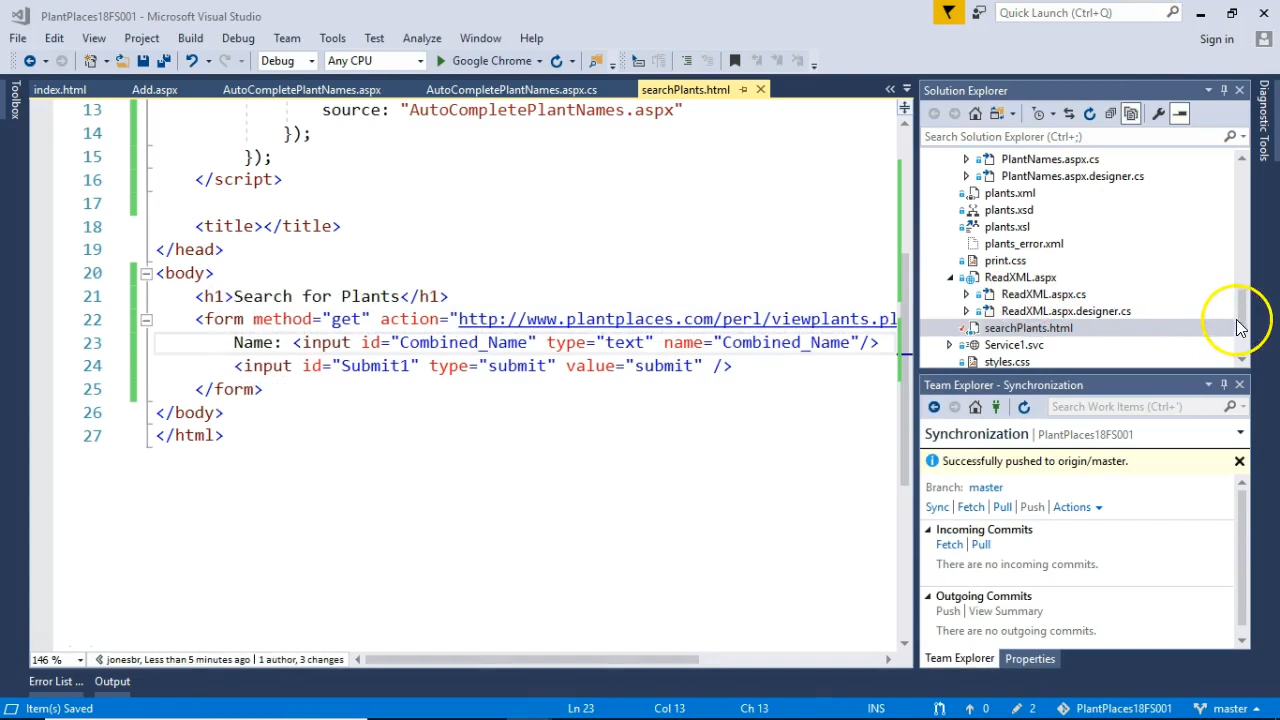 PlantPlaces18FS001 - Microsoft Visual Studio
Quick Launch (Ctrl+Q)
File Edit View Project Build Debug Team Tools Test Analyze Window Help
Sign in
Debug Any CPU Google Chrome
index.html Add.aspx AutoCompletePlantNames.aspx AutoCompletePlantNames.aspx.cs searchPlants.html
Toolbox
13 source: "AutoCompletePlantNames.aspx"
14 });
15 });
16 </script>
17
18 <title></title>
19 </head>
20 <body>
21 <h1>Search for Plants</h1>
22 <form method="get" action="http://www.plantplaces.com/perl/viewplants.pl
23 Name: <input id="Combined_Name" type="text" name="Combined_Name"/>
24 <input id="Submit1" type="submit" value="submit" />
25 </form>
26 </body>
27 </html>
146 % jonesbr, Less than 5 minutes ago | 1 author, 3 changes
Error List ... Output
Solution Explorer
Search Solution Explorer (Ctrl+;)
PlantNames.aspx.cs
PlantNames.aspx.designer.cs
plants.xml
plants.xsd
plants.xsl
plants_error.xml
print.css
ReadXML.aspx
ReadXML.aspx.cs
ReadXML.aspx.designer.cs
searchPlants.html
Service1.svc
styles.css
Team Explorer - Synchronization
Search Work Items (Ctrl+')
Synchronization | PlantPlaces18FS001
Successfully pushed to origin/master.
Branch: master
Sync | Fetch | Pull | Push | Actions
Incoming Commits
Fetch | Pull
There are no incoming commits.
Outgoing Commits
Push | View Summary
There are no outgoing commits.
Team Explorer Properties
Diagnostic Tools
Item(s) Saved Ln 23 Col 13 Ch 13 INS 0 2 PlantPlaces18FS001 master